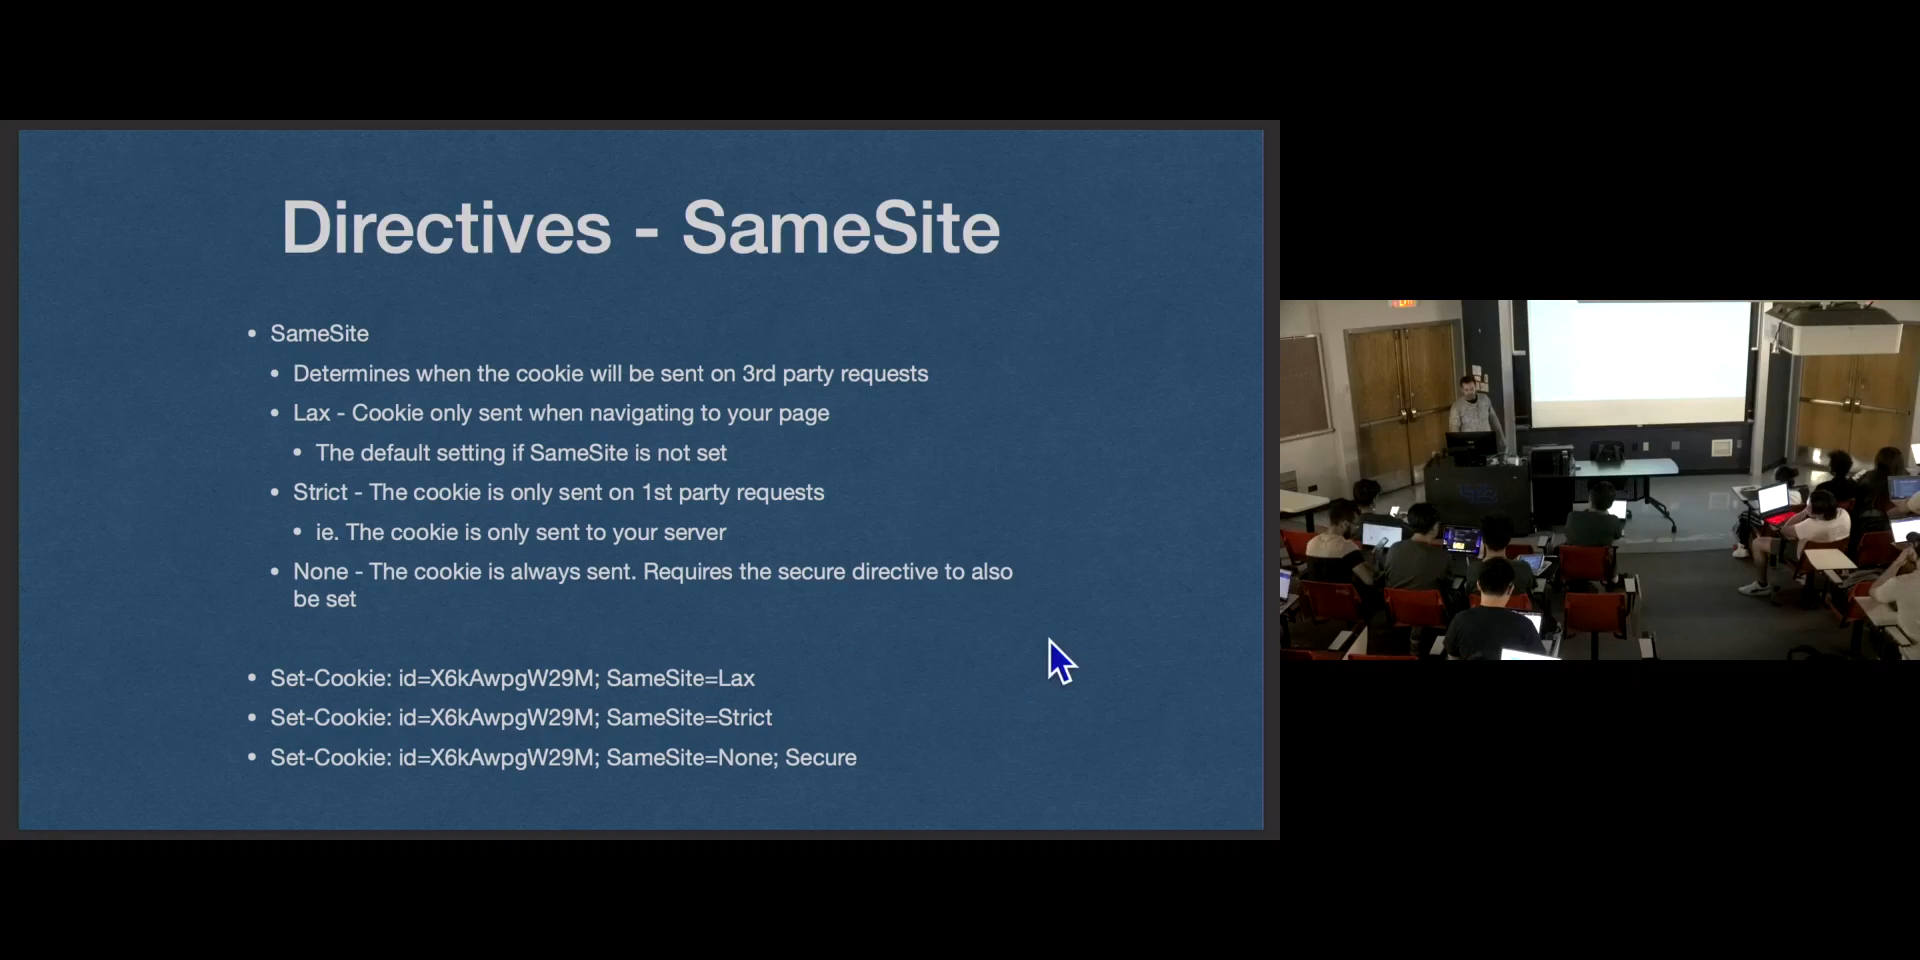 Directives - SameSite
• SameSite
• Determines when the cookie will be sent on 3rd party requests
• Lax - Cookie only sent when navigating to your page
• The default setting if SameSite is not set
• Strict - The cookie is only sent on 1st party requests
• ie. The cookie is only sent to your server
• None - The cookie is always sent. Requires the secure directive to also
be set
• Set-Cookie: id=X6kAwpgW29M; SameSite=Lax
• Set-Cookie: id=X6kAwpgW29M; SameSite=Strict
• Set-Cookie: id=X6kAwpgW29M; SameSite=None; Secure